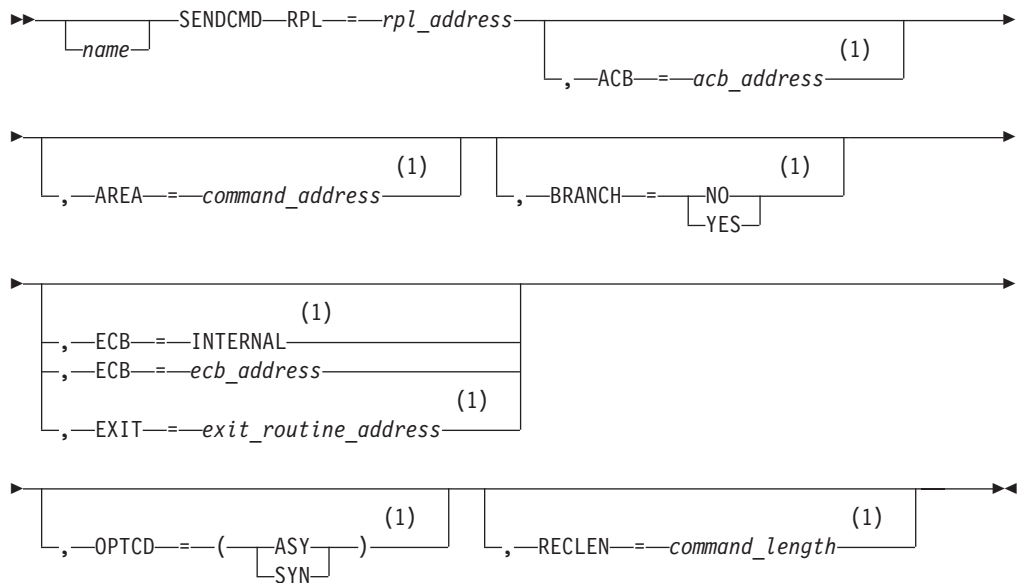 SENDCMD RPL = rpl_address
name
(1)
, ACB = acb_address
(1) (1)
, AREA = command_address , BRANCH = NO
YES
(1)
, ECB = INTERNAL
, ECB = ecb_address
(1)
, EXIT = exit_routine_address
(1) (1)
, OPTCD = ( ASY ) , RECLEN = command_length
SYN